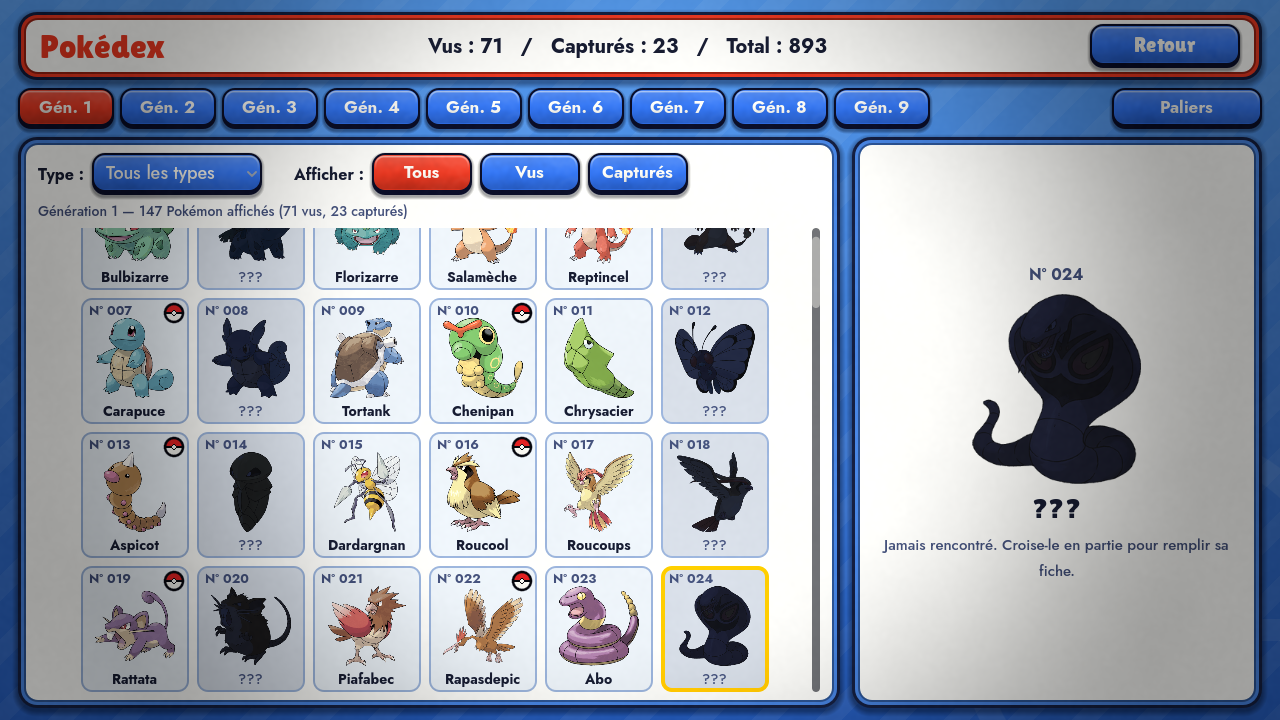 Pokédex
Vus : 71 / Capturés : 23 / Total : 893
Retour
Gén. 1 Gén. 2 Gén. 3 Gén. 4 Gén. 5 Gén. 6 Gén. 7 Gén. 8 Gén. 9 Paliers
Type : Tous les types Afficher : Tous Vus Capturés
Génération 1 — 147 Pokémon affichés (71 vus, 23 capturés)
Bulbizarre ??? Florizarre Salamèche Reptincel ???
N° 007 N° 008 N° 009 N° 010 N° 011 N° 012
Carapuce ??? Tortank Chenipan Chrysacier ???
N° 013 N° 014 N° 015 N° 016 N° 017 N° 018
Aspicot ??? Dardargnan Roucool Roucoups ???
N° 019 N° 020 N° 021 N° 022 N° 023 N° 024
Rattata ??? Piafabec Rapasdepic Abo ???
N° 024
???
Jamais rencontré. Croise-le en partie pour remplir sa
fiche.